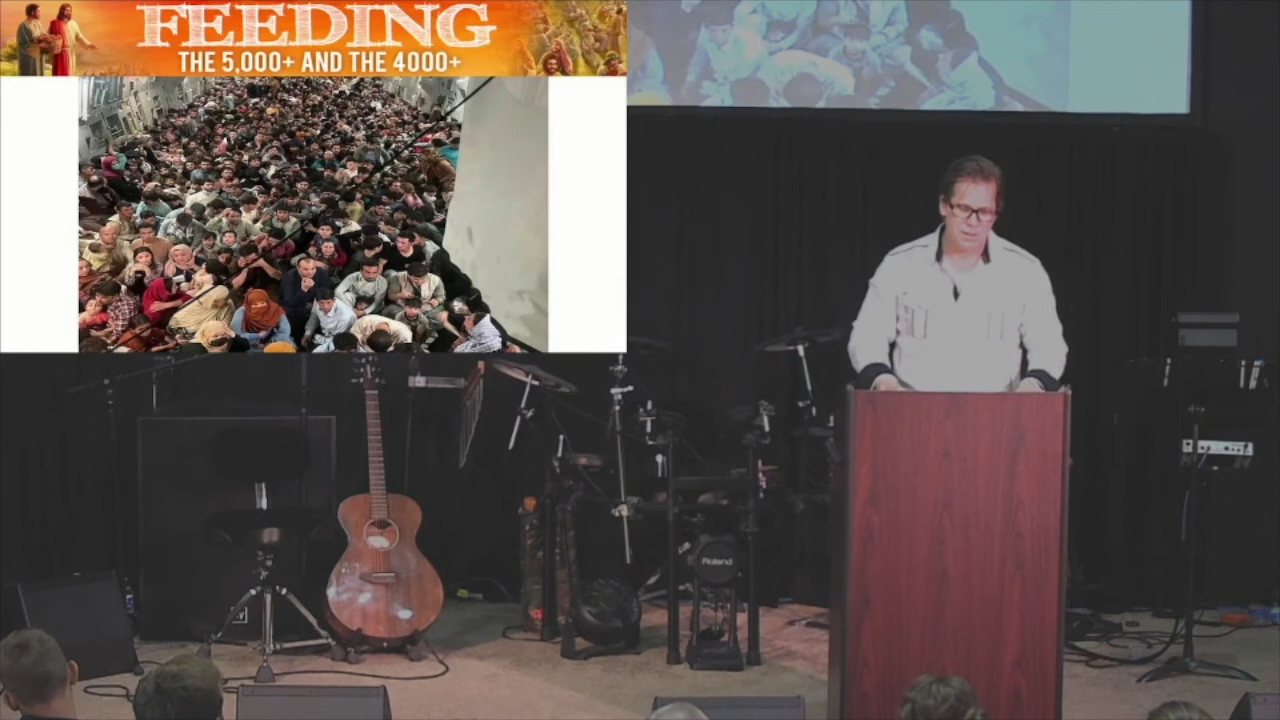 FEEDING
THE 5,000+ AND THE 4000+
Roland